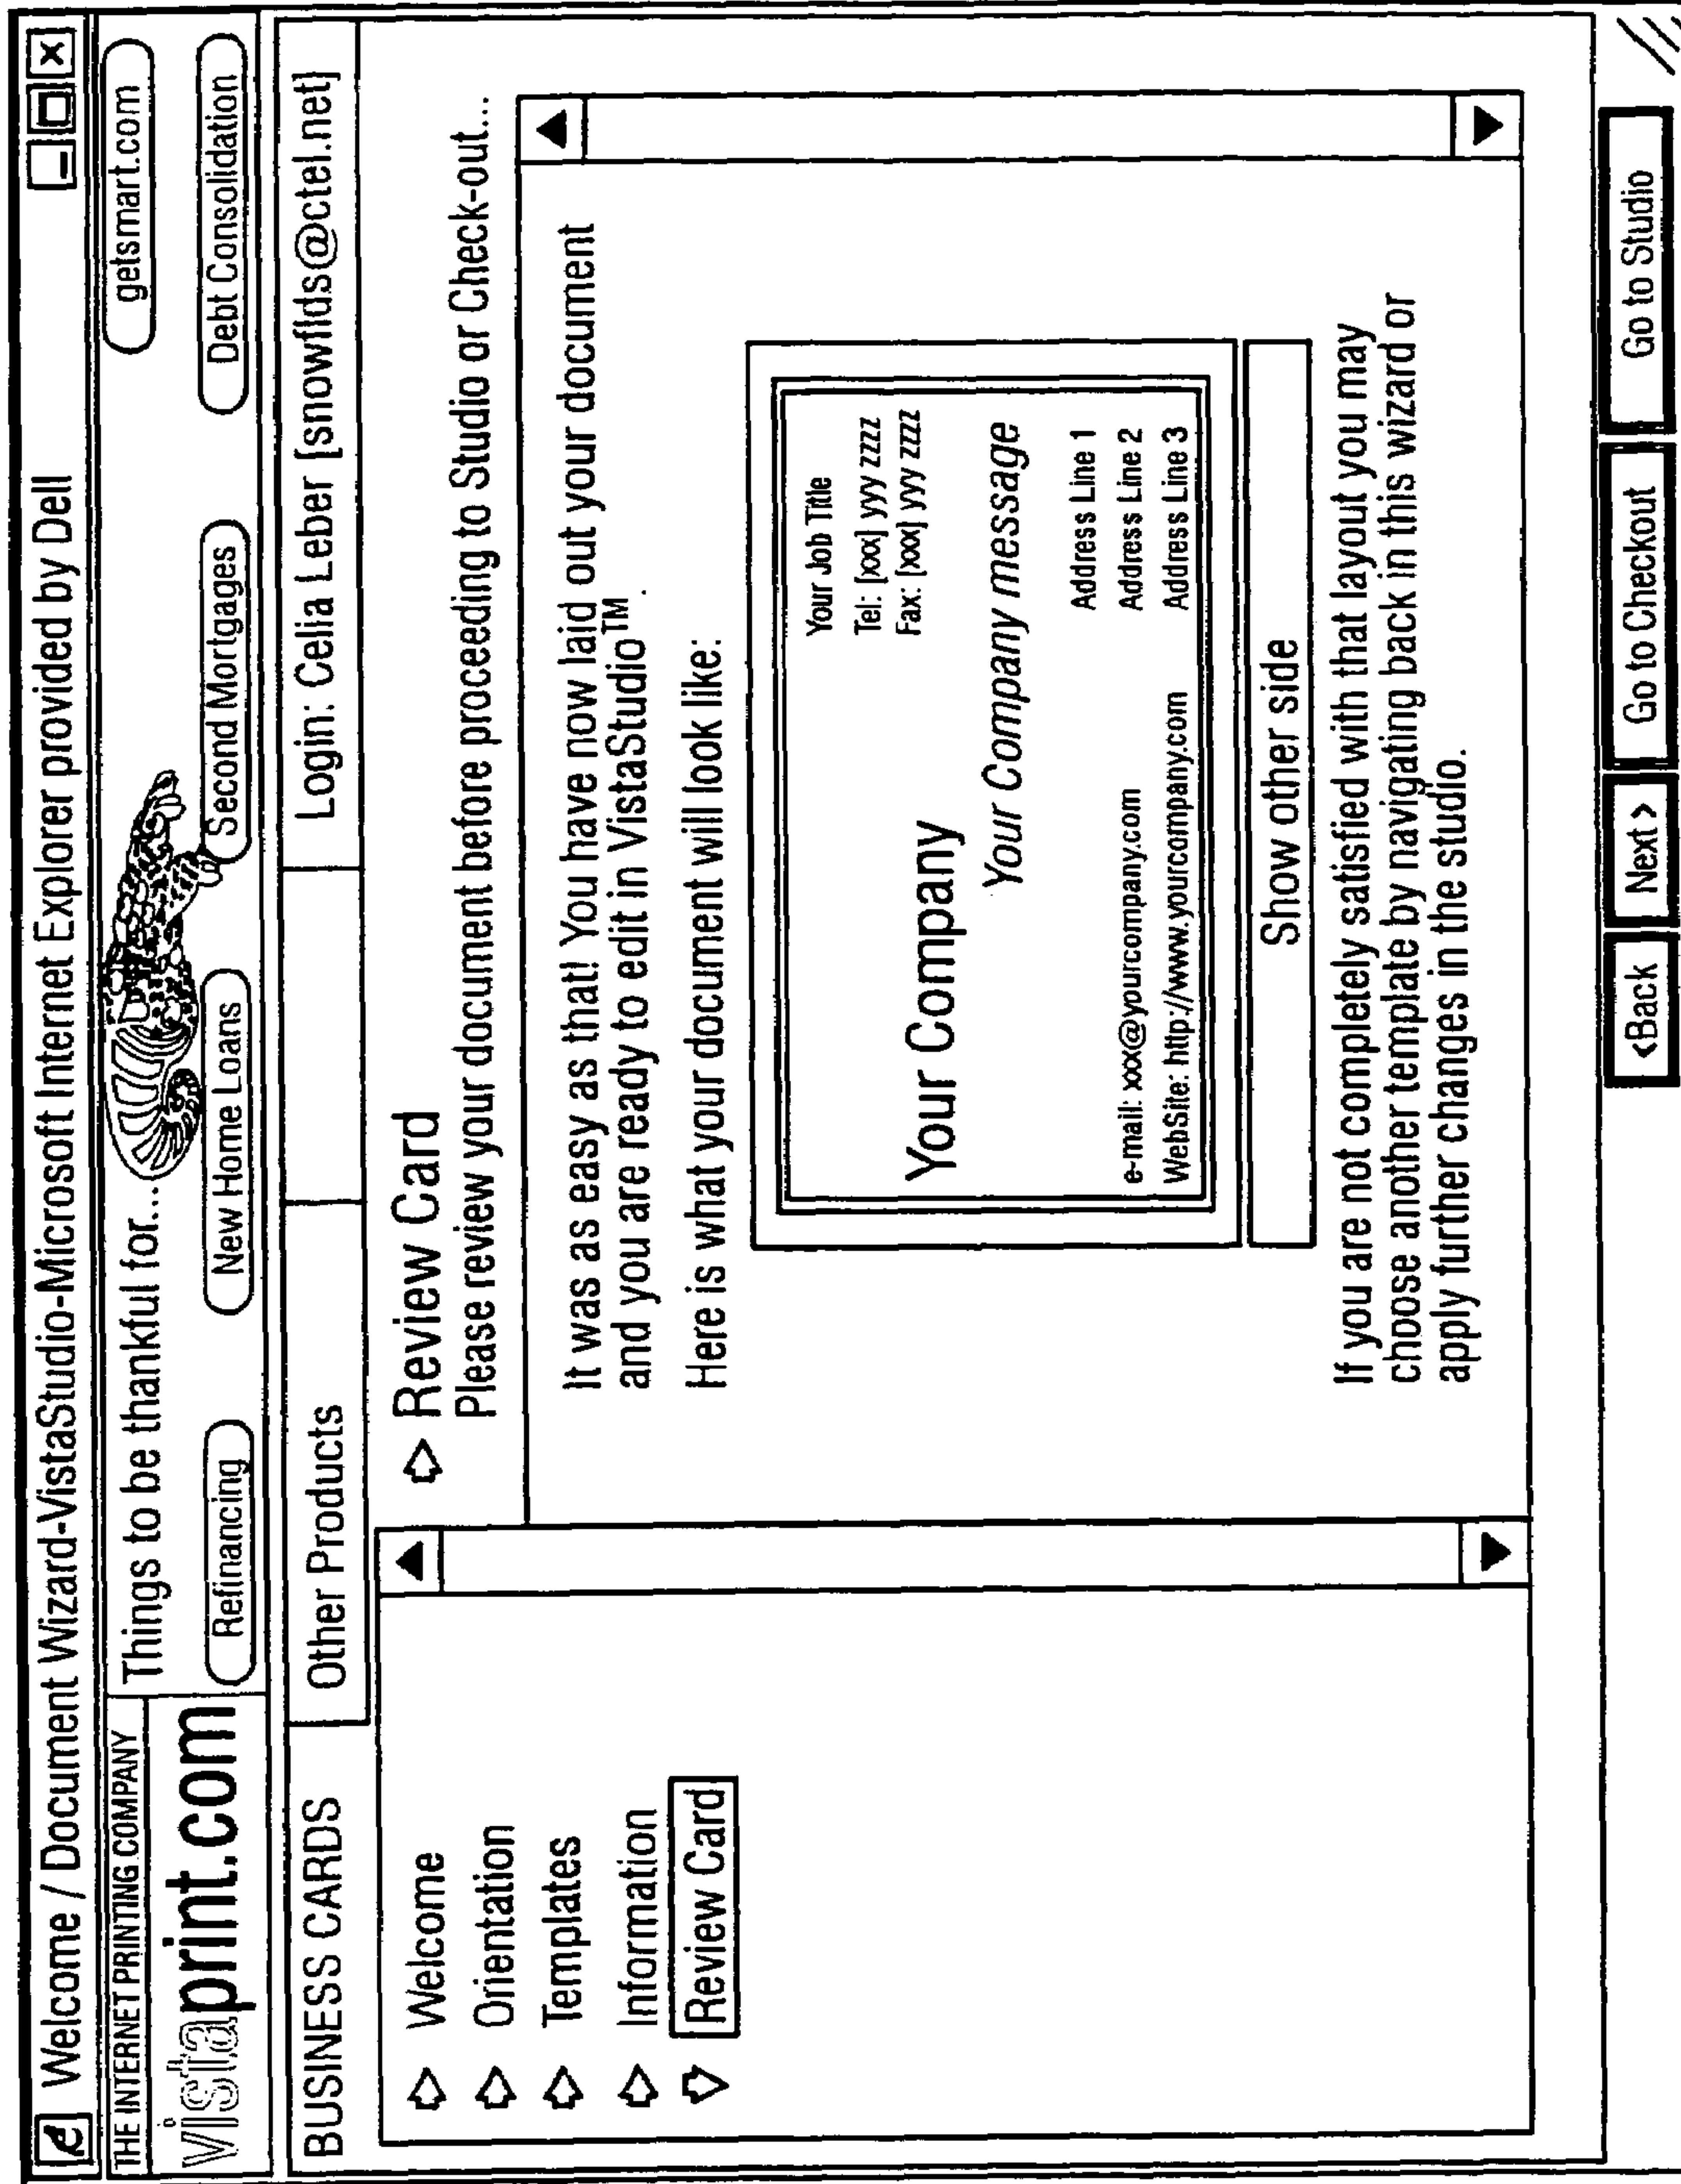 Welcome / Document Wizard-VistaStudio-Microsoft Internet Explorer provided by Dell
THE INTERNET PRINTING COMPANY
vistaprint.com
Things to be thankful for...
getsmart.com
Refinancing
New Home Loans
Second Mortgages
Debt Consolidation
BUSINESS CARDS
Other Products
Login: Celia Leber [snowflds@ctel.net]
Welcome
Orientation
Templates
Information
Review Card
Review Card
Please review your document before proceeding to Studio or Check-out...
It was as easy as that! You have now laid out your document
and you are ready to edit in VistaStudio™.
Here is what your document will look like:
Your Job Title
Tel: [xxx] yyy zzzz
Fax: [xxx] yyy zzzz
Your Company
Your Company message
Address Line 1
e-mail: xxx@yourcompany.com Address Line 2
WebSite: http://www.yourcompany.com Address Line 3
Show other side
If you are not completely satisfied with that layout you may
choose another template by navigating back in this wizard or
apply further changes in the studio.
<Back
Next>
Go to Checkout
Go to Studio